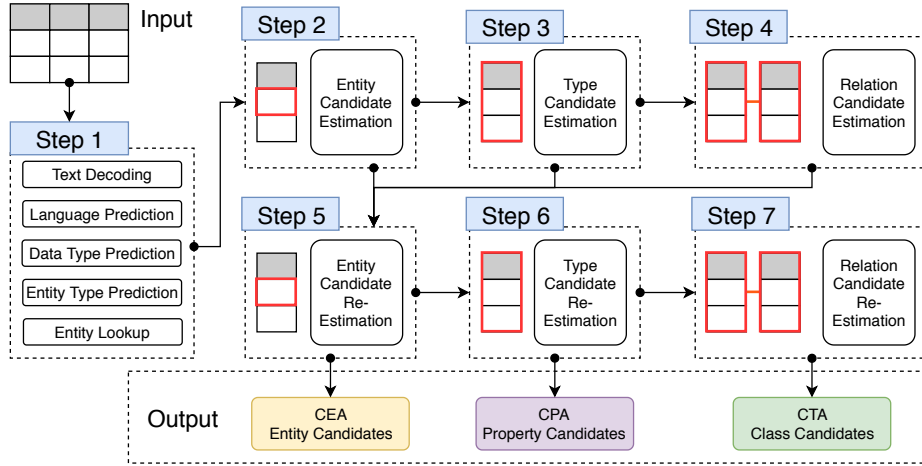 Input
Step 1
Text Decoding
Language Prediction
Data Type Prediction
Entity Type Prediction
Entity Lookup
Step 2
Entity
Candidate
Estimation
Step 3
Type
Candidate
Estimation
Step 4
Relation
Candidate
Estimation
Step 5
Entity
Candidate
Re-
Estimation
Step 6
Type
Candidate
Re-
Estimation
Step 7
Relation
Candidate
Re-
Estimation
Output
CEA
Entity Candidates
CPA
Property Candidates
CTA
Class Candidates